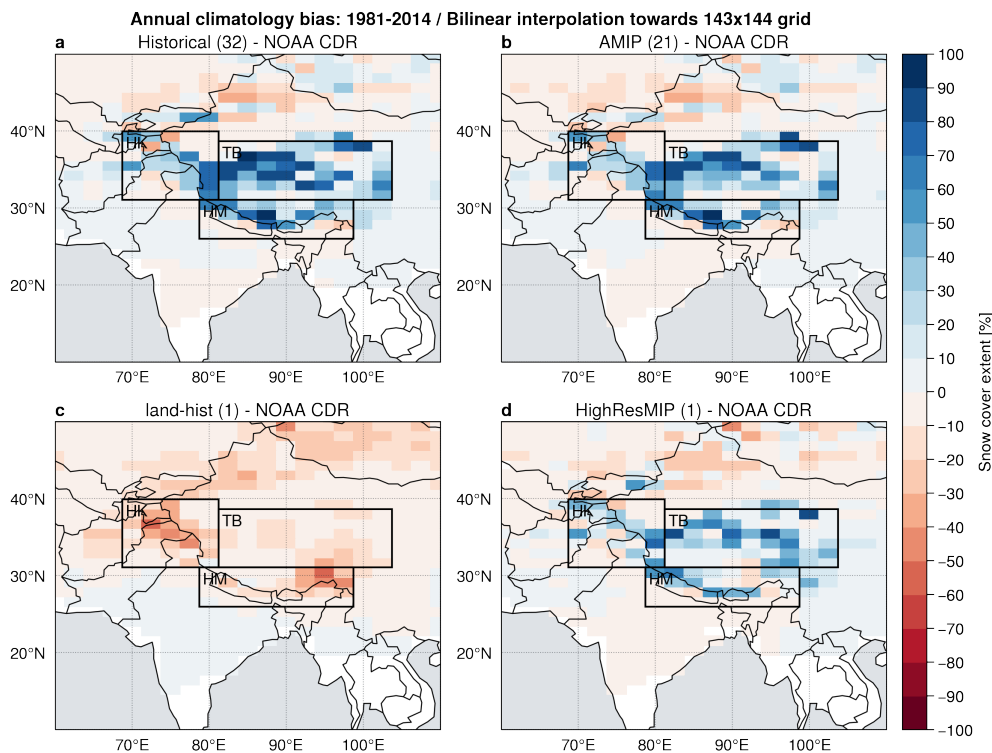 Annual climatology bias: 1981-2014 / Bilinear interpolation towards 143x144 grid
a
Historical (32) - NOAA CDR
HK
TB
HM
40°N
30°N
20°N
70°E
80°E
90°E
100°E
b
AMIP (21) - NOAA CDR
HK
TB
HM
40°N
30°N
20°N
70°E
80°E
90°E
100°E
c
land-hist (1) - NOAA CDR
HK
TB
HM
40°N
30°N
20°N
70°E
80°E
90°E
100°E
d
HighResMIP (1) - NOAA CDR
HK
TB
HM
40°N
30°N
20°N
70°E
80°E
90°E
100°E
100
90
80
70
60
50
40
30
20
10
0
−10
−20
−30
−40
−50
−60
−70
−80
−90
−100
Snow cover extent [%]